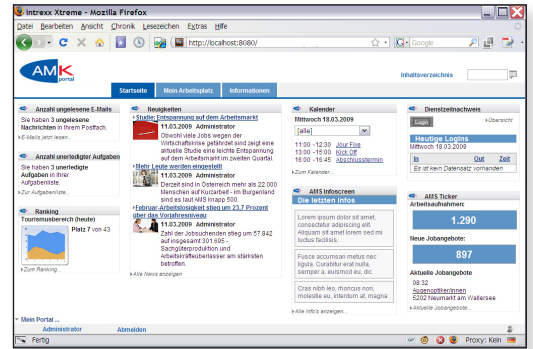 Intrexx Xtreme - Mozilla Firefox
Datei Bearbeiten Ansicht Chronik Lesezeichen Extras Hilfe
http://localhost:8080/
Google
AMK
portal
Inhaltsverzeichnis
Startseite Mein Arbeitsplatz Informationen
Anzahl ungelesene E-Mails
Sie haben 3 ungelesene
Nachrichten in Ihrem Postfach.
E-Mails jetzt lesen...
Anzahl unerledigter Aufgaben
Sie haben 3 unerledigte
Aufgaben in Ihrer
Aufgabenliste.
Zur Aufgabenliste...
Ranking
Tourismusbereich (heute)
Platz 7 von 43
Zum Ranking...
Neuigkeiten
Studie: Entspannung auf dem Arbeitsmarkt
11.03.2009 Administrator
Obwohl viele Jobs wegen der
Wirtschaftskrise gefährdet sind zeigt eine
aktuelle Studie eine leichte Entspannung
auf dem Arbeitsmarkt im zweiten Quartal.
Mehr Leute werden eingestellt
11.03.2009 Administrator
Derzeit sind in Österreich mehr als 22.000
Menschen auf Kurzarbeit - im Burgenland
sind es laut AMS knapp 500.
Februar-Arbeitslosigkeit stieg um 23,7 Prozent
über das Vorjahresniveau
11.03.2009 Administrator
Zahl der Jobsuchenden stieg um 57.842
auf insgesamt 301.695 -
Sachgüterproduktion und
Arbeitskräfteüberlasser am stärksten
betroffen.
Alle News anzeigen
Kalender
Mittwoch 18.03.2009
[alle]
11:00 -12:30 Jour Fixe
13:00 -15:00 Kick Off
16:00 -16:45 Abschlusstermin
Zum Kalender...
AMS Infoscreen
Die letzten Infos
Lorem ipsum dolor sit amet,
consectetur adipiscing elit.
Aliquam sit amet lorem sed mi
luctus facilisis.
Fusce accumsan metus nec
ligula. Curabitur erat nulla,
semper a, euismod eu, dic
Cras nibh leo, rhoncus non,
molestie eu, interdum at, magna
Alle Info's anzeigen...
Dienstzeitnachweis
Login Übersicht
Heutige Logins
Mittwoch 18.03.2009
In Out Zeit
Es ist kein Datensatz vorhanden
AMS Ticker
Arbeitsaufnahmen:
1.290
Neue Jobangebote:
897
Aktuelle Jobangebote
08:32
Augenoptiker/innen
5202 Neumarkt am Wallersee
Aktuelle Jobangebote...
Mein Portal ...
Administrator Abmelden
Fertig
Proxy: Kein